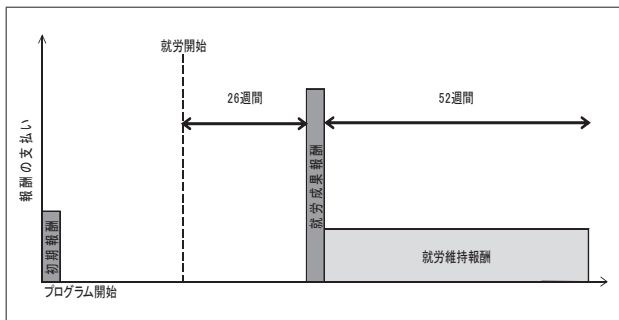 就労開始
26週間
52週間
報酬の支払い
初期報酬
就労成果報酬
就労維持報酬
プログラム開始